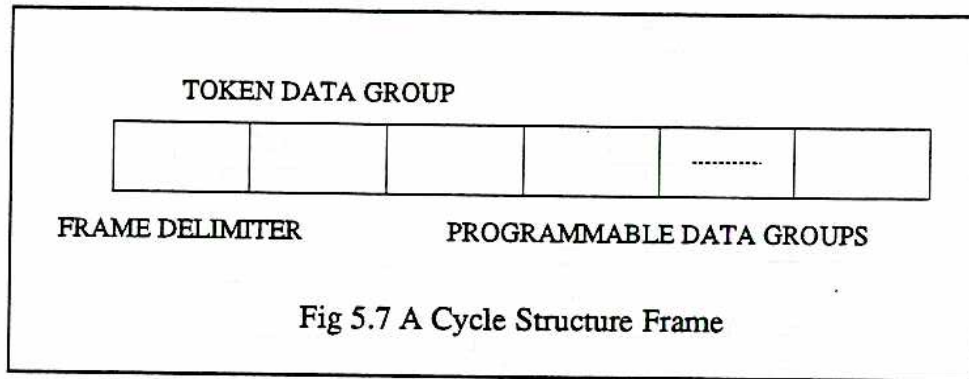 TOKEN DATA GROUP
----------
FRAME DELIMITER
PROGRAMMABLE DATA GROUPS
Fig 5.7 A Cycle Structure Frame